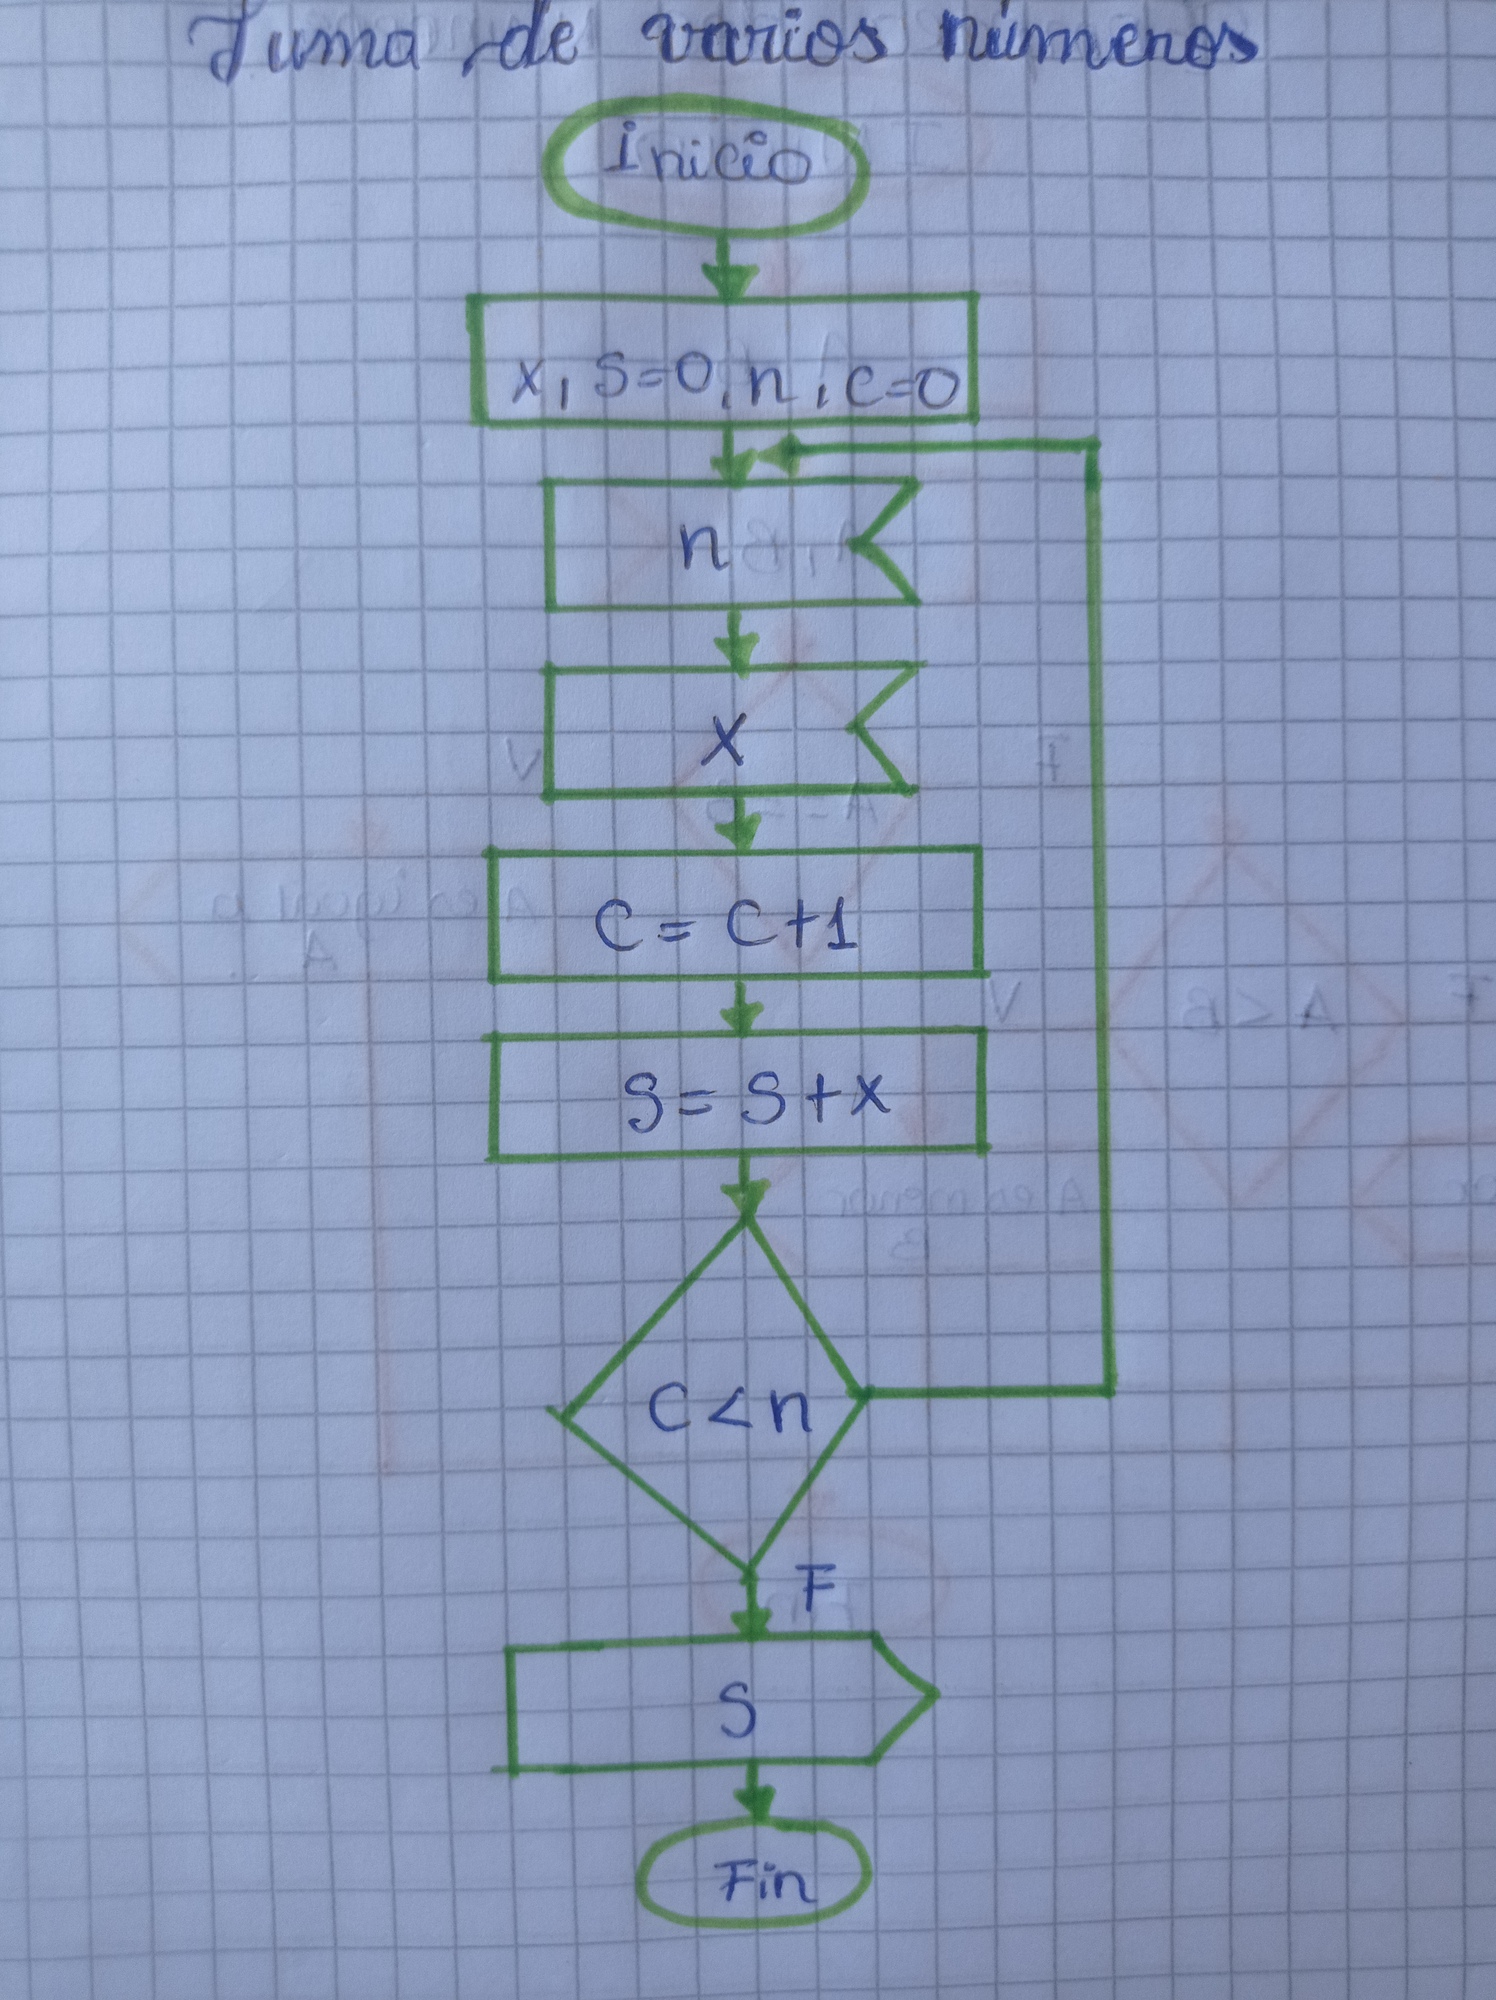 Suma de varios números
Inicio
x, S=0, n, c=0
n
x
C = C+1
S = S+x
C < n
F
S
Fin